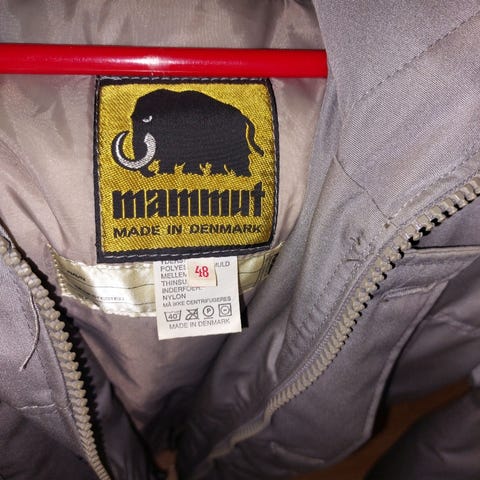 mammut
MADE IN DENMARK
48
POLYE
MELLEM
THINSU
INDERFOER:
NYLON
MÅ IKKE CENTRIFUGERES
40 P
MADE IN DENMARK